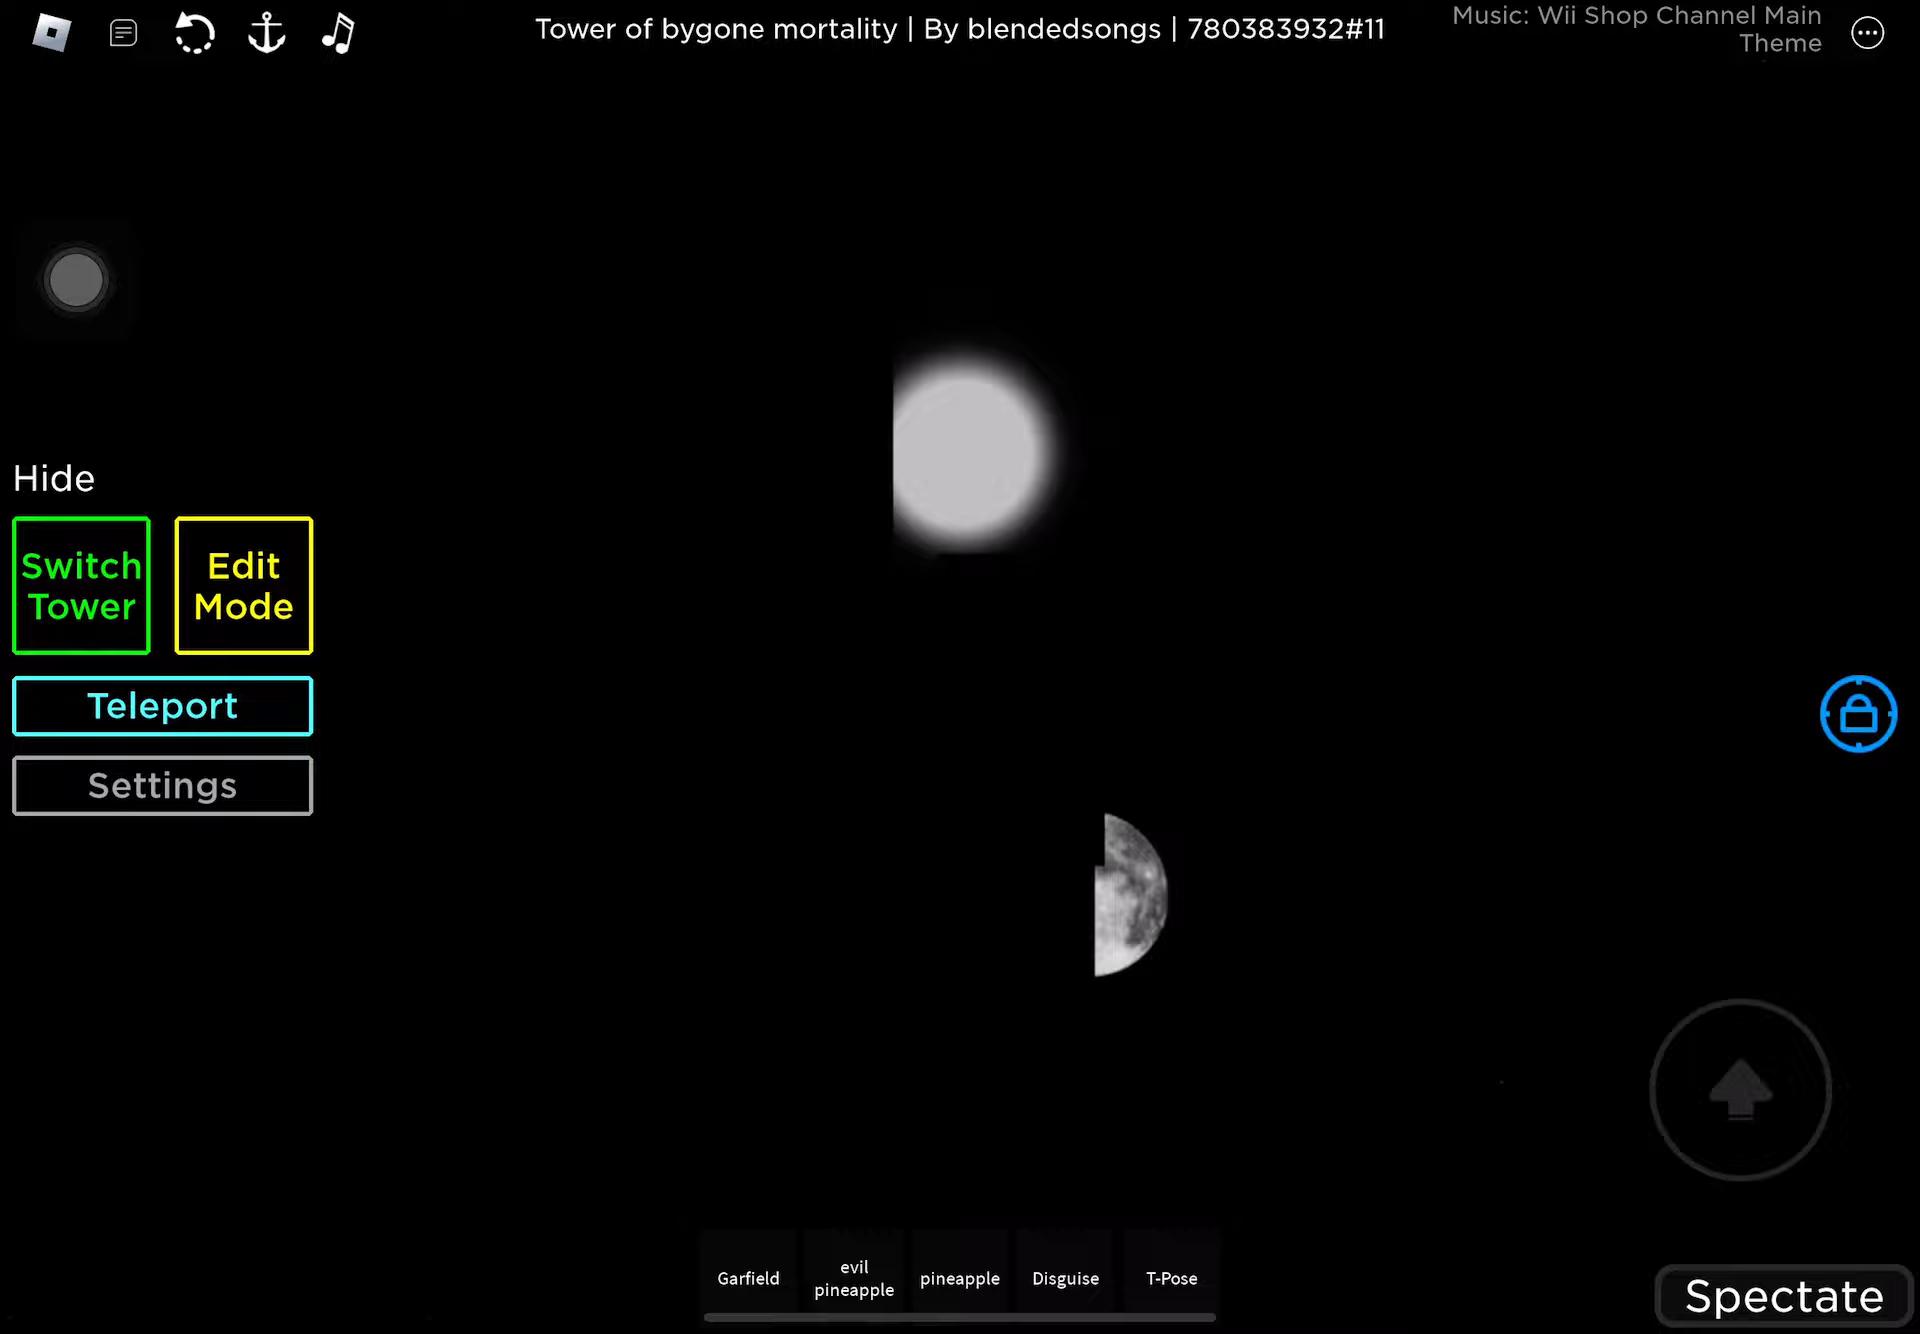 Tower of bygone mortality | By blendedsongs | 780383932#11
Music: Wii Shop Channel Main
Theme
Hide
Switch
Tower
Edit
Mode
Teleport
Settings
Garfield
evil
pineapple
pineapple
Disguise
T-Pose
Spectate